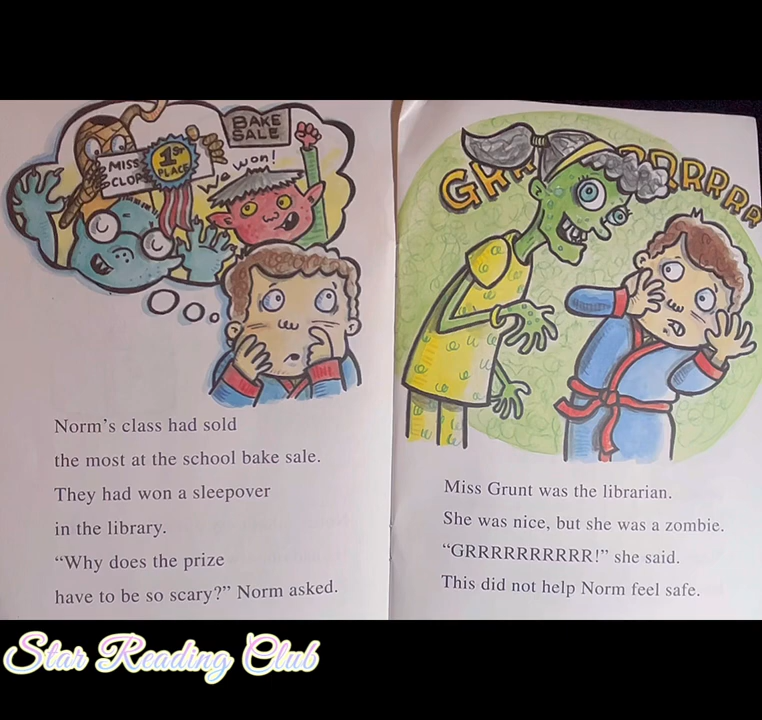 BAKE
SALE
MISS
CLOP
1ST
PLACE
We won!
Norm's class had sold
the most at the school bake sale.
They had won a sleepover
in the library.
"Why does the prize
have to be so scary?" Norm asked.
Miss Grunt was the librarian.
She was nice, but she was a zombie.
"GRRRRRRRRRR!" she said.
This did not help Norm feel safe.
Star Reading Club